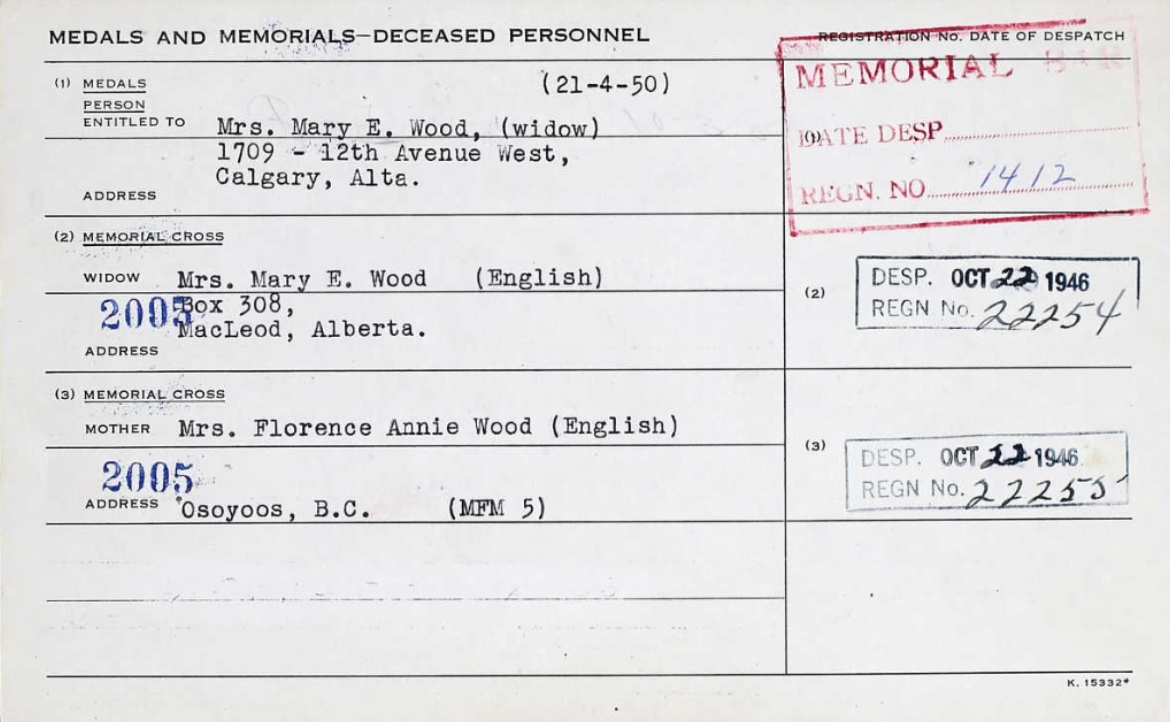 MEDALS AND MEMORIALS—DECEASED PERSONNEL
REGISTRATION No. DATE OF DESPATCH
(1) MEDALS (21-4-50)
PERSON
ENTITLED TO Mrs. Mary E. Wood, (widow)
1709 - 12th Avenue West,
Calgary, Alta.
ADDRESS
MEMORIAL BAR
DATE DESP
REGN. NO 1412
(2) MEMORIAL CROSS
WIDOW Mrs. Mary E. Wood (English)
2005 Box 308,
MacLeod, Alberta.
ADDRESS
(2)
DESP. OCT 22 1946
REGN No. 22254
(3) MEMORIAL CROSS
MOTHER Mrs. Florence Annie Wood (English)
2005
ADDRESS Osoyoos, B.C. (MFM 5)
(3)
DESP. OCT 22 1946
REGN No. 22255
K. 15332*